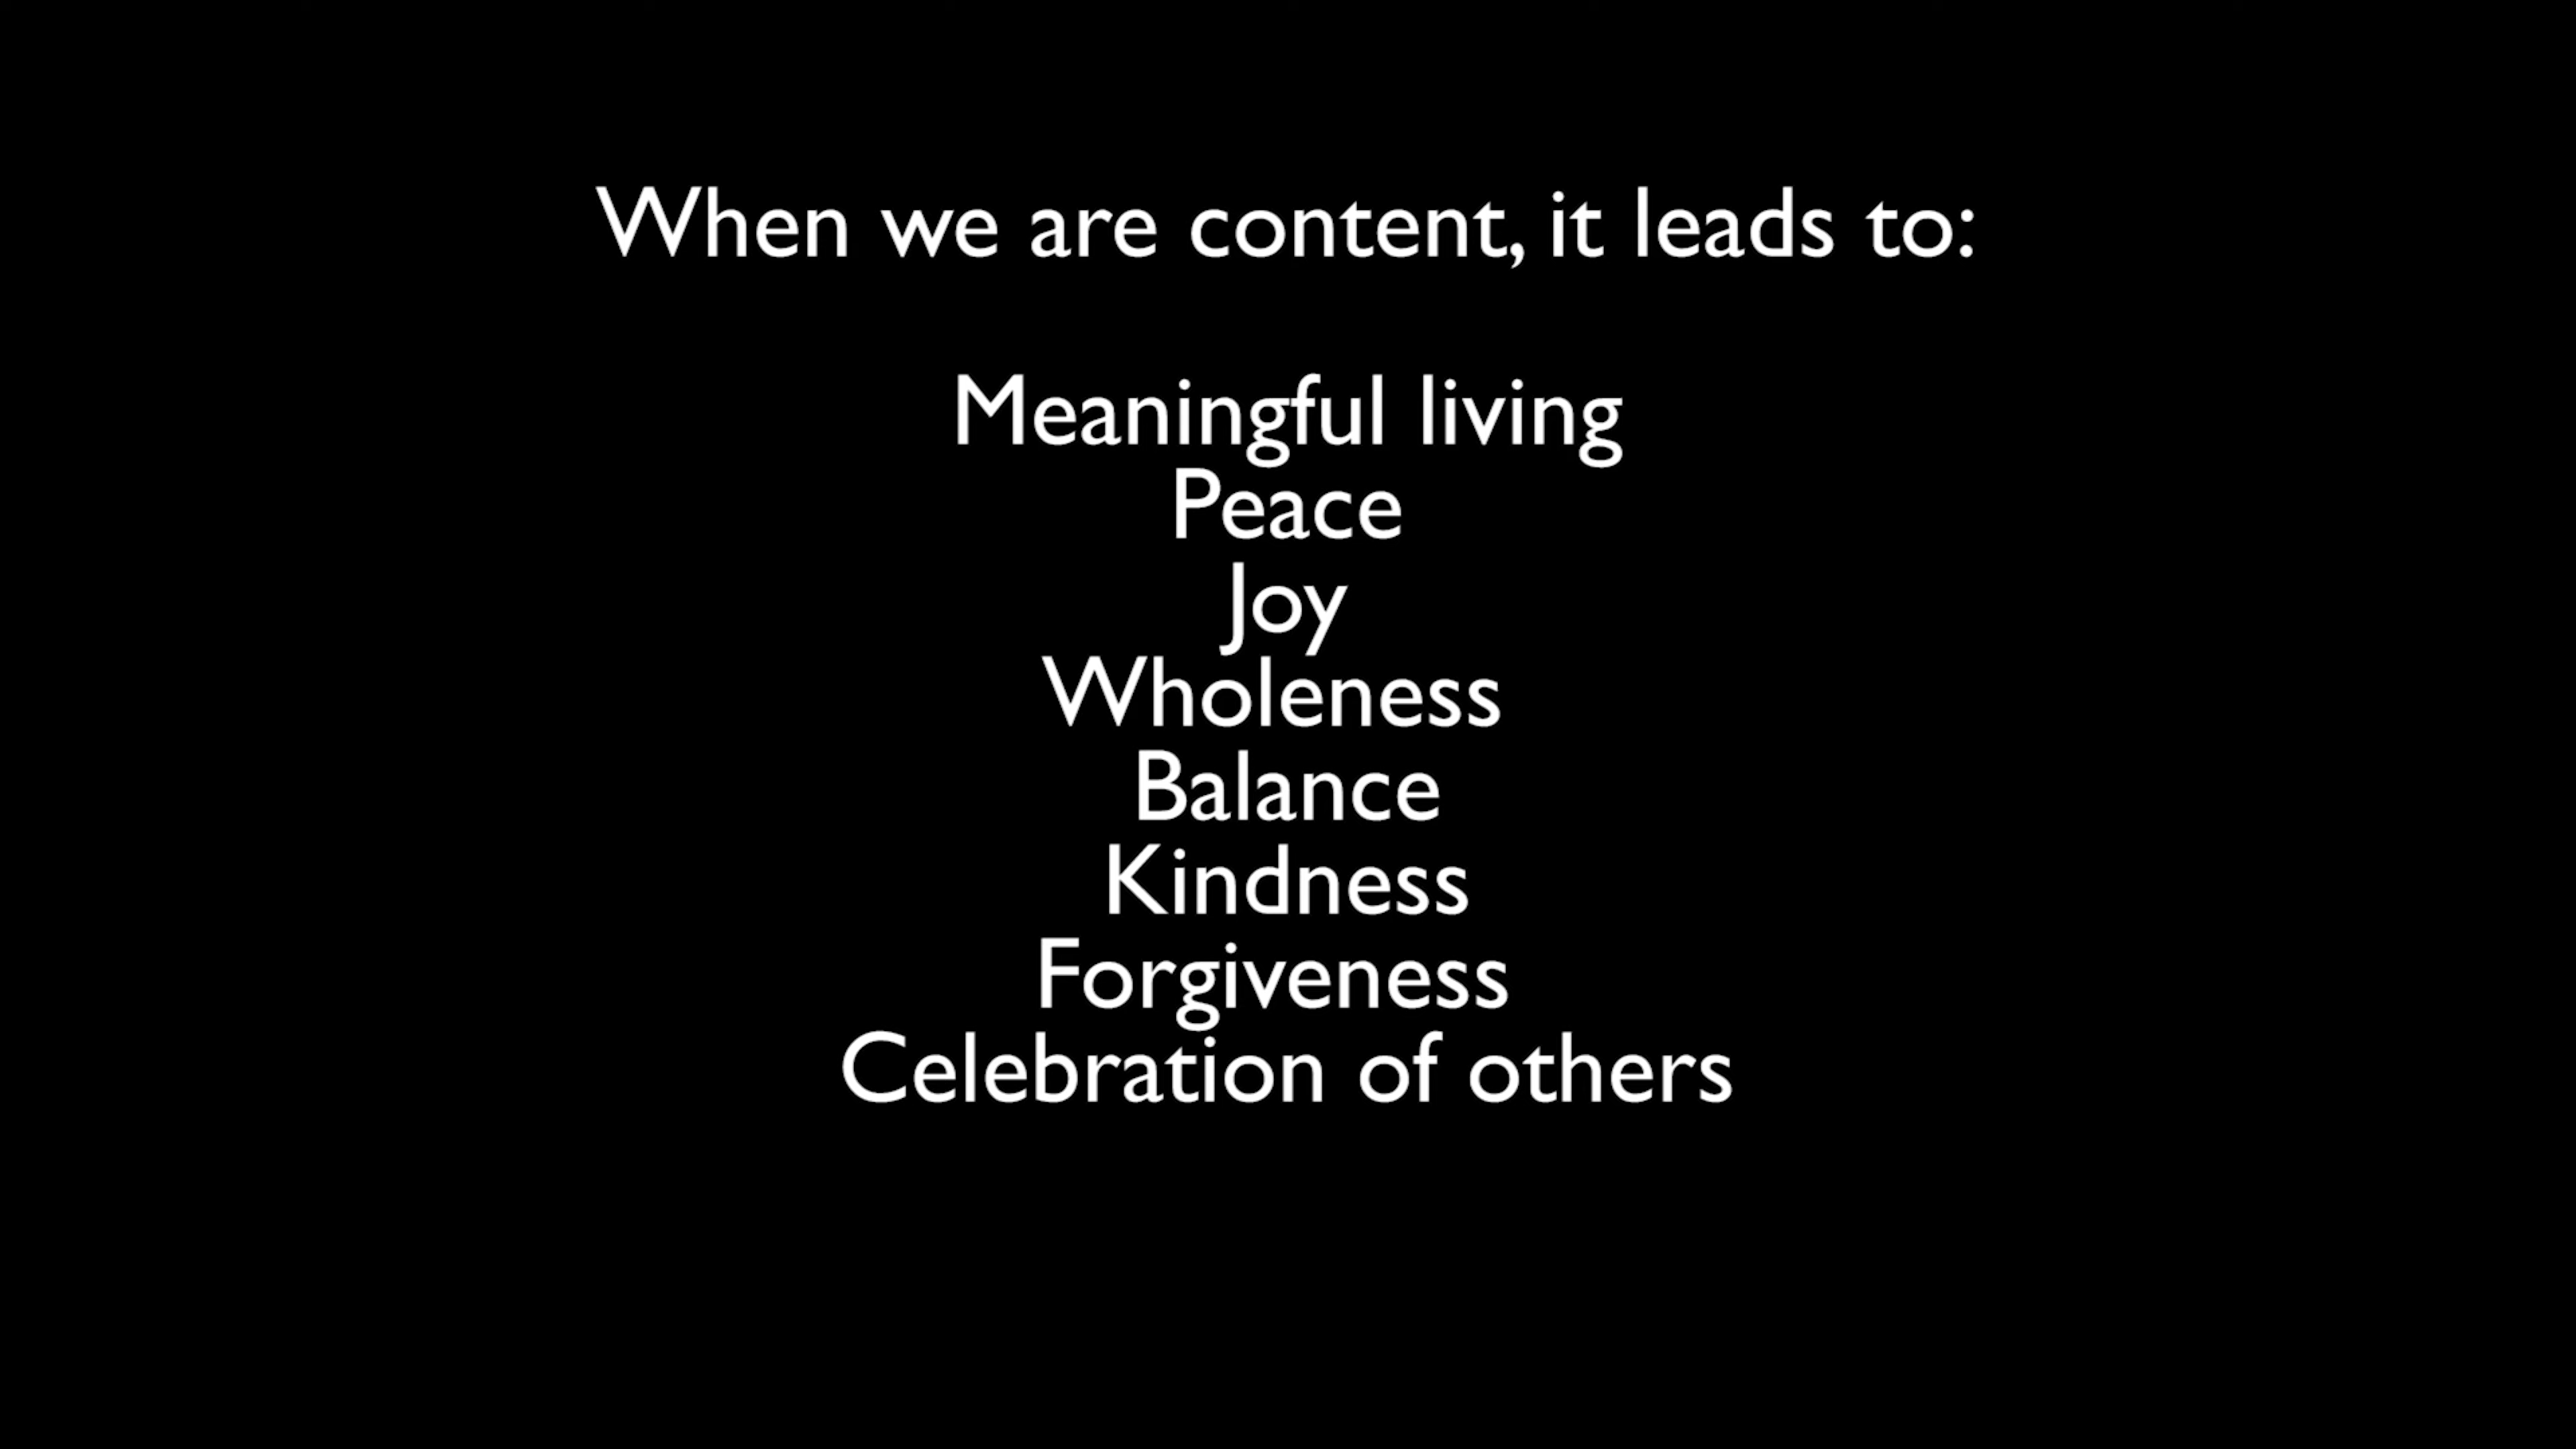 When we are content, it leads to:
Meaningful living
Peace
Joy
Wholeness
Balance
Kindness
Forgiveness
Celebration of others